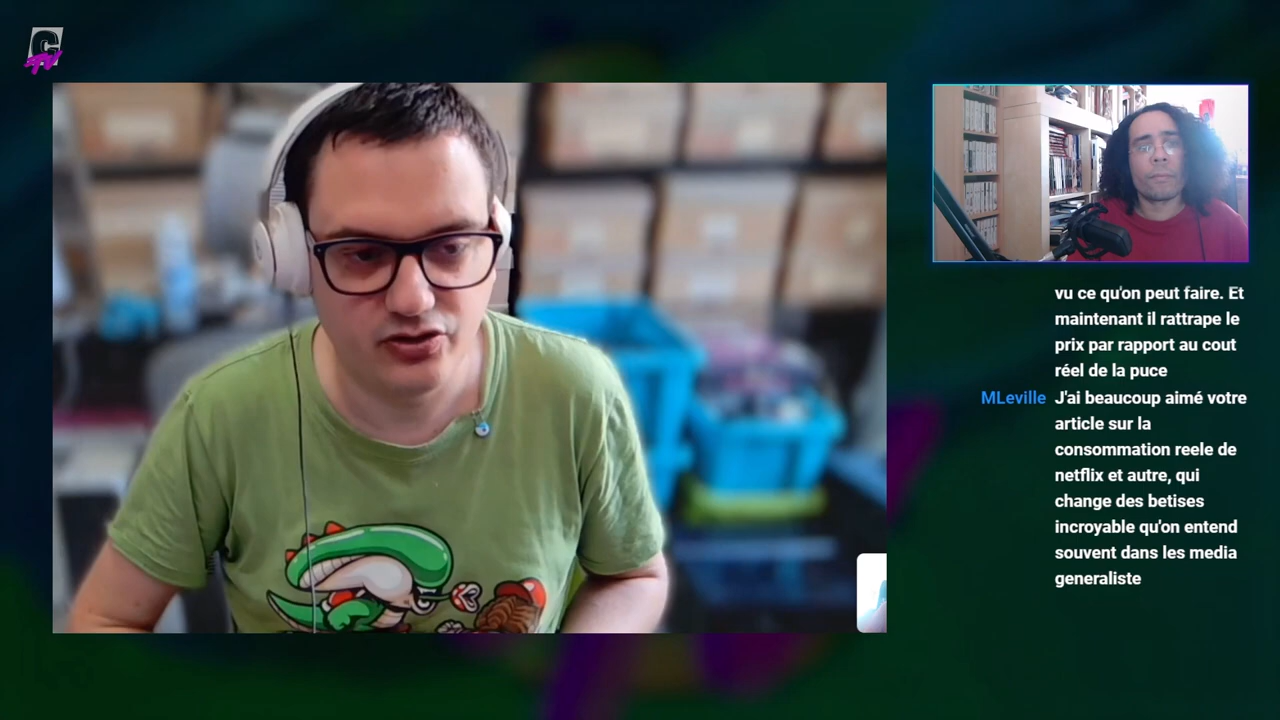 C
TV
vu ce qu'on peut faire. Et
maintenant il rattrape le
prix par rapport au cout
réel de la puce
MLeville J'ai beaucoup aimé votre
article sur la
consommation reele de
netflix et autre, qui
change des betises
incroyable qu'on entend
souvent dans les media
generaliste